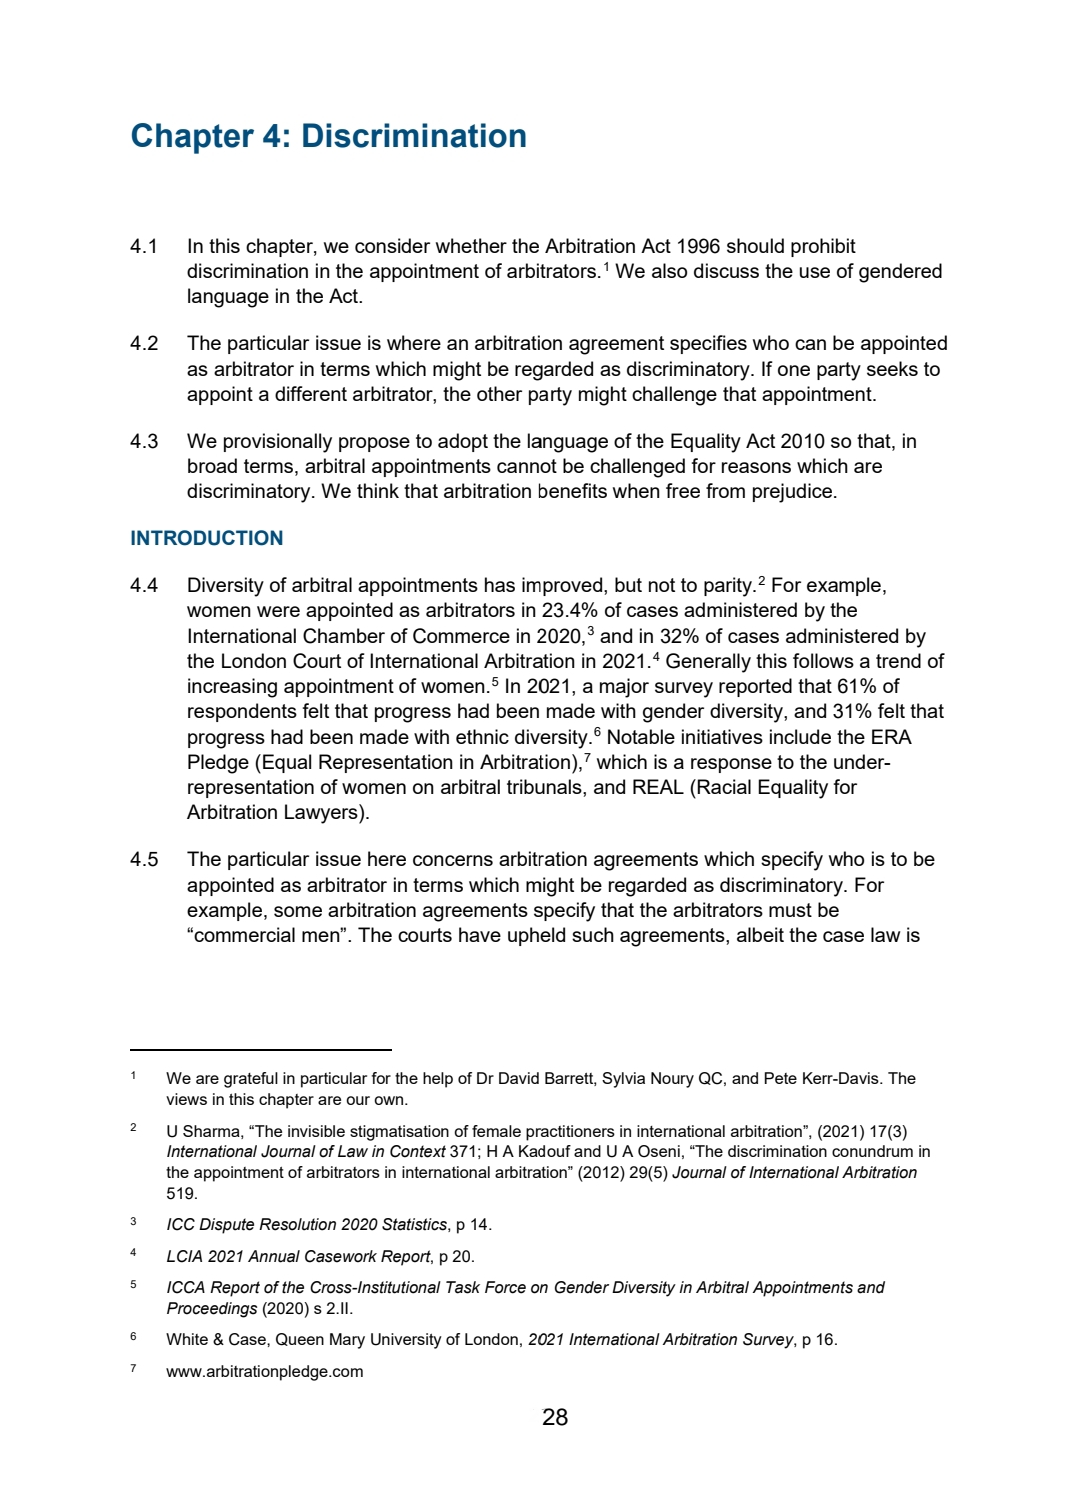 Chapter 4: Discrimination
4.1 In this chapter, we consider whether the Arbitration Act 1996 should prohibit
discrimination in the appointment of arbitrators.1 We also discuss the use of gendered
language in the Act.
4.2 The particular issue is where an arbitration agreement specifies who can be appointed
as arbitrator in terms which might be regarded as discriminatory. If one party seeks to
appoint a different arbitrator, the other party might challenge that appointment.
4.3 We provisionally propose to adopt the language of the Equality Act 2010 so that, in
broad terms, arbitral appointments cannot be challenged for reasons which are
discriminatory. We think that arbitration benefits when free from prejudice.
INTRODUCTION
4.4 Diversity of arbitral appointments has improved, but not to parity.2 For example,
women were appointed as arbitrators in 23.4% of cases administered by the
International Chamber of Commerce in 2020,3 and in 32% of cases administered by
the London Court of International Arbitration in 2021.4 Generally this follows a trend of
increasing appointment of women.5 In 2021, a major survey reported that 61% of
respondents felt that progress had been made with gender diversity, and 31% felt that
progress had been made with ethnic diversity.6 Notable initiatives include the ERA
Pledge (Equal Representation in Arbitration),7 which is a response to the under-
representation of women on arbitral tribunals, and REAL (Racial Equality for
Arbitration Lawyers).
4.5 The particular issue here concerns arbitration agreements which specify who is to be
appointed as arbitrator in terms which might be regarded as discriminatory. For
example, some arbitration agreements specify that the arbitrators must be
“commercial men”. The courts have upheld such agreements, albeit the case law is
1 We are grateful in particular for the help of Dr David Barrett, Sylvia Noury QC, and Pete Kerr-Davis. The
views in this chapter are our own.
2 U Sharma, “The invisible stigmatisation of female practitioners in international arbitration”, (2021) 17(3)
International Journal of Law in Context 371; H A Kadouf and U A Oseni, “The discrimination conundrum in
the appointment of arbitrators in international arbitration” (2012) 29(5) Journal of International Arbitration
519.
3 ICC Dispute Resolution 2020 Statistics, p 14.
4 LCIA 2021 Annual Casework Report, p 20.
5 ICCA Report of the Cross-Institutional Task Force on Gender Diversity in Arbitral Appointments and
Proceedings (2020) s 2.II.
6 White & Case, Queen Mary University of London, 2021 International Arbitration Survey, p 16.
7 www.arbitrationpledge.com
28